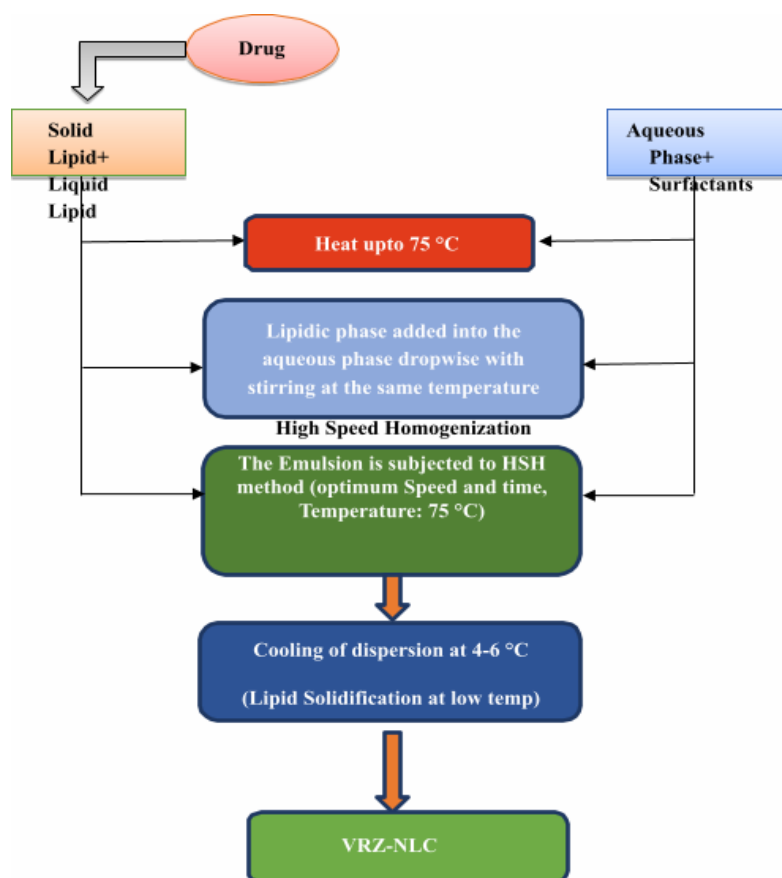 Drug
Solid
Lipid+
Liquid
Lipid
Aqueous
Phase+
Surfactants
Heat upto 75 °C
Lipidic phase added into the
aqueous phase dropwise with
stirring at the same temperature
High Speed Homogenization
The Emulsion is subjected to HSH
method (optimum Speed and time,
Temperature: 75 °C)
Cooling of dispersion at 4-6 °C
(Lipid Solidification at low temp)
VRZ-NLC